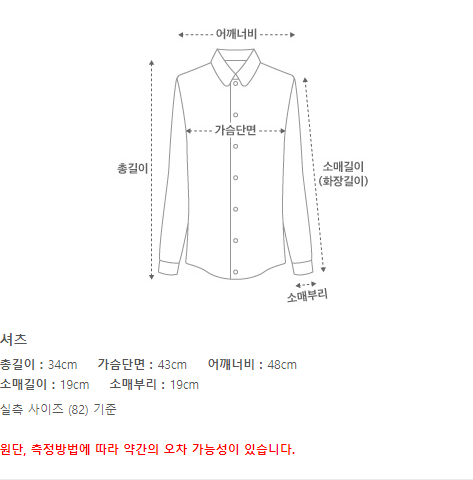 어깨너비
가슴단면
총길이
소매길이
(화장길이)
소매부리
셔츠
총길이 : 34cm 가슴단면 : 43cm 어깨너비 : 48cm
소매길이 : 19cm 소매부리 : 19cm
실측 사이즈 (82) 기준
원단, 측정방법에 따라 약간의 오차 가능성이 있습니다.